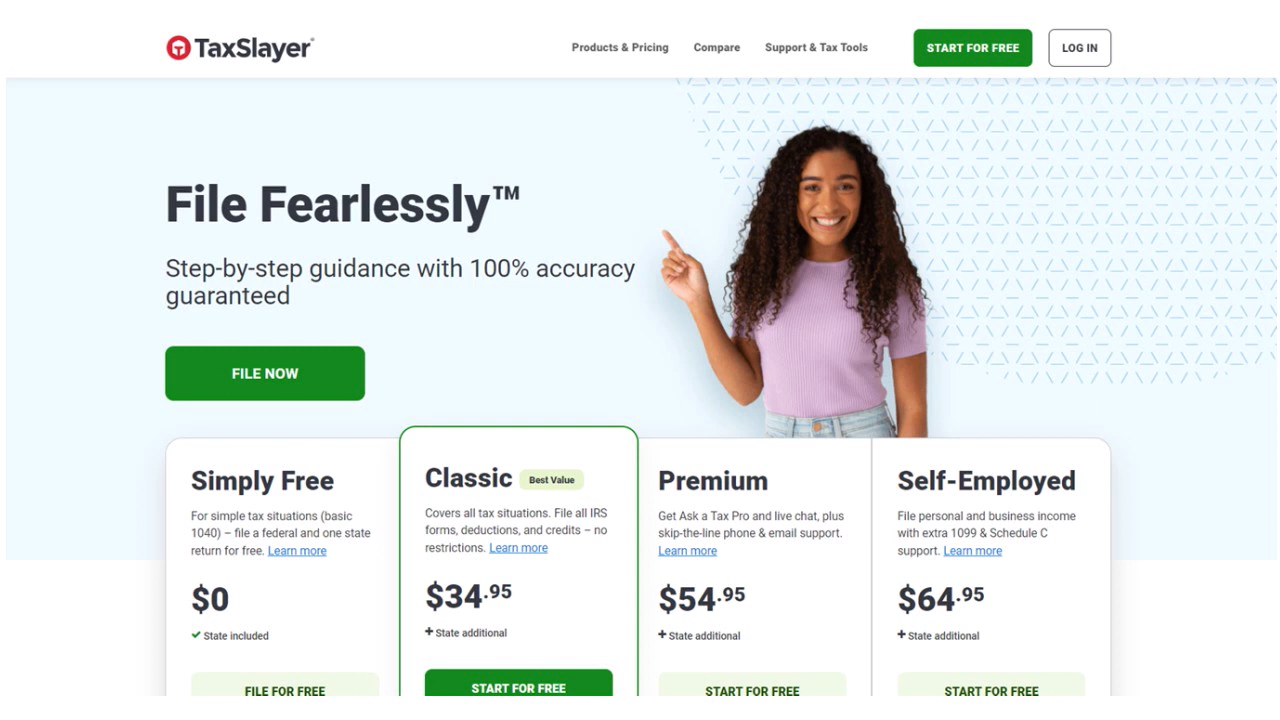 TaxSlayer®
Products & Pricing
Compare
Support & Tax Tools
START FOR FREE
LOG IN
File Fearlessly™
Step-by-step guidance with 100% accuracy
guaranteed
FILE NOW
Simply Free
For simple tax situations (basic
1040) – file a federal and one state
return for free. Learn more
$0
State included
FILE FOR FREE
Classic
Best Value
Covers all tax situations. File all IRS
forms, deductions, and credits – no
restrictions. Learn more
$34.95
+ State additional
START FOR FREE
Premium
Get Ask a Tax Pro and live chat, plus
skip-the-line phone & email support.
Learn more
$54.95
+ State additional
START FOR FREE
Self-Employed
File personal and business income
with extra 1099 & Schedule C
support. Learn more
$64.95
+ State additional
START FOR FREE